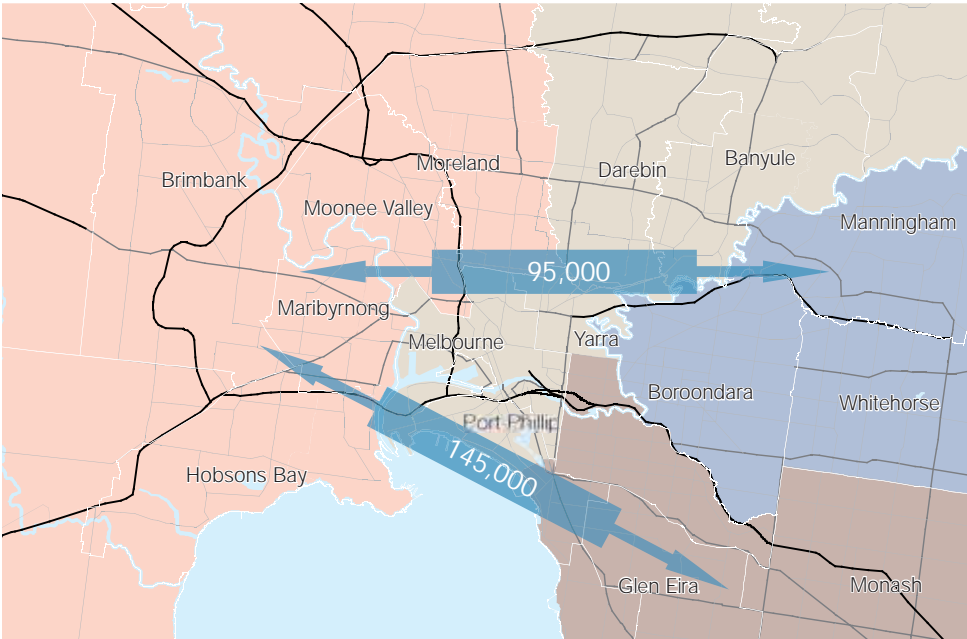 Moreland
Darebin
Banyule
Brimbank
Moonee Valley
Manningham
95,000
Maribyrnong
Melbourne
Yarra
Boroondara
Whitehorse
Port Phillip
145,000
Hobsons Bay
Glen Eira
Monash